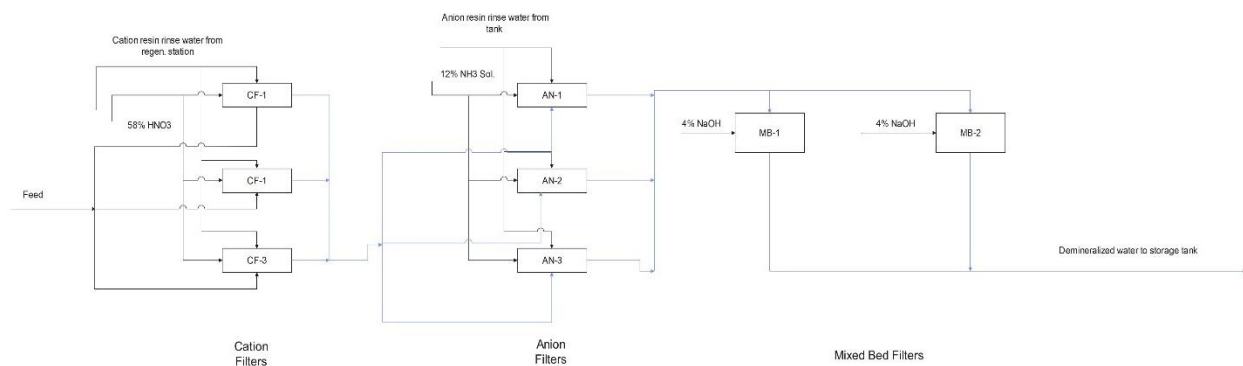 Anion resin rinse water from
tank
Cation resin rinse water from
regen. station
12% NH3 Sol.
CF-1
AN-1
58% HNO3
4% NaOH
MB-1
4% NaOH
MB-2
CF-1
AN-2
Feed
CF-3
AN-3
Demineralized water to storage tank
Cation
Filters
Anion
Filters
Mixed Bed Filters